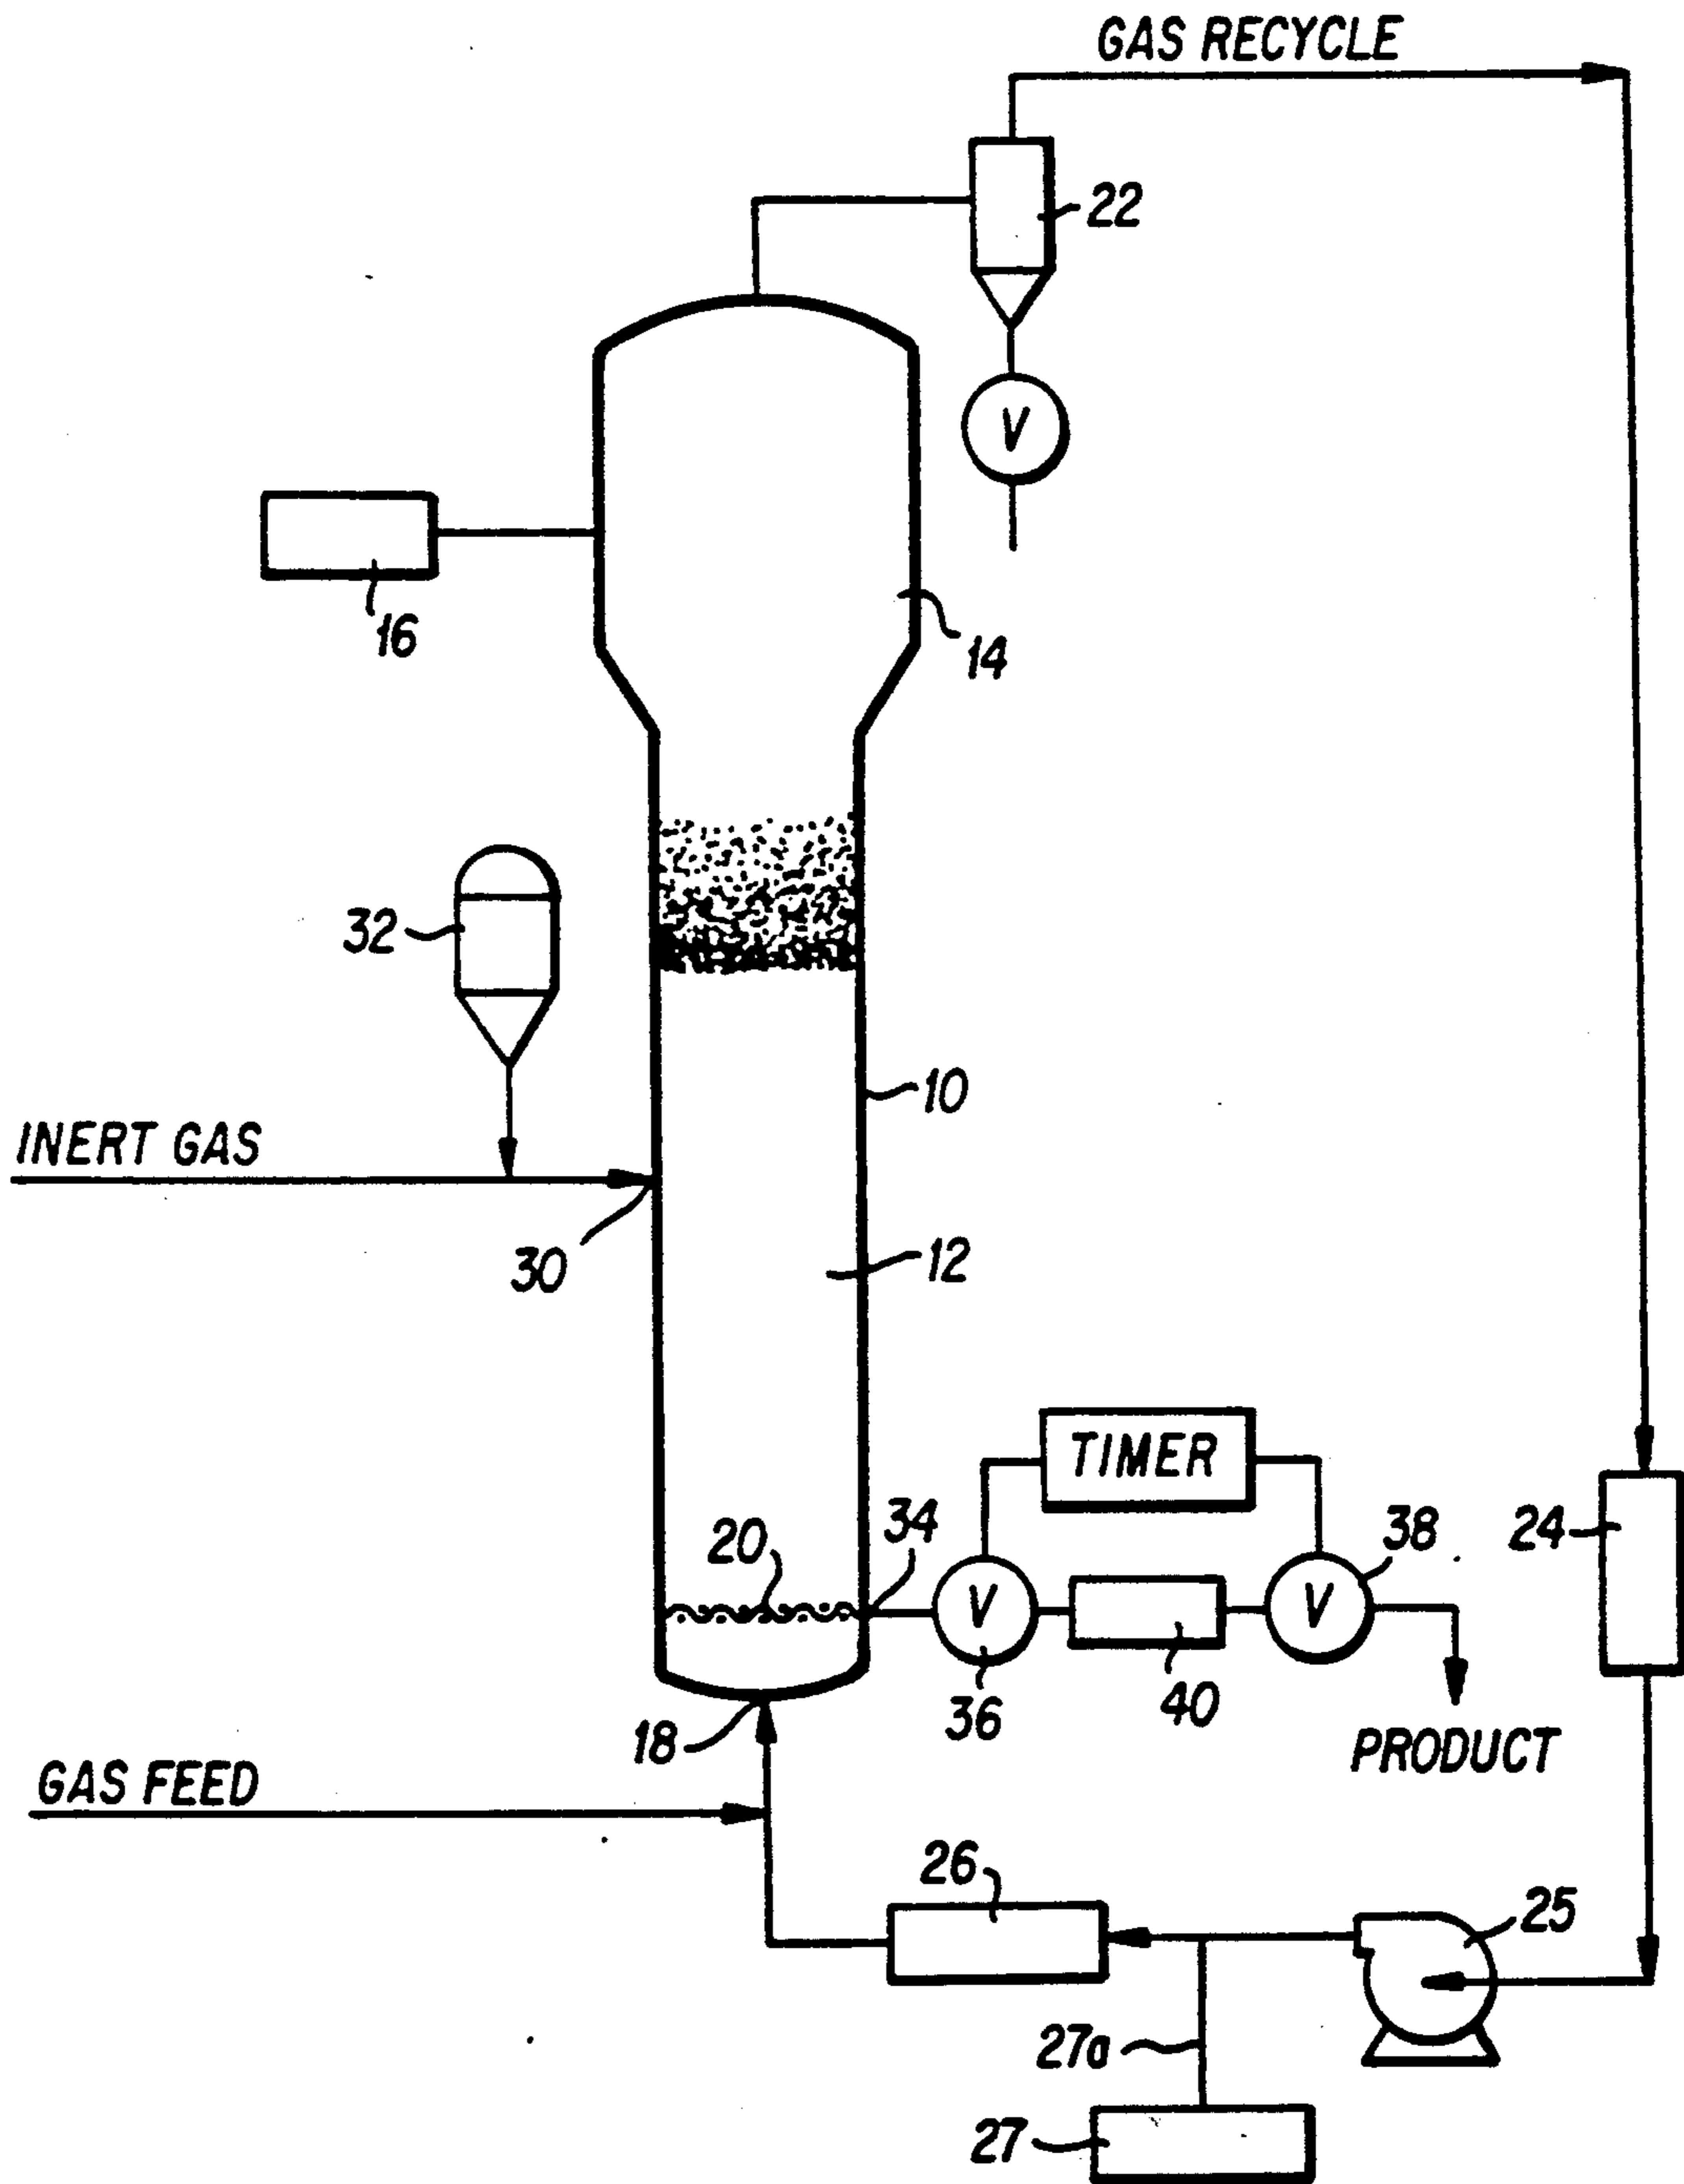 GAS RECYCLE
22
V
16
14
32
10
INERT GAS
30
12
TIMER
34
38
24
20
V
V
36
40
18
PRODUCT
GAS FEED
26
25
27a
27